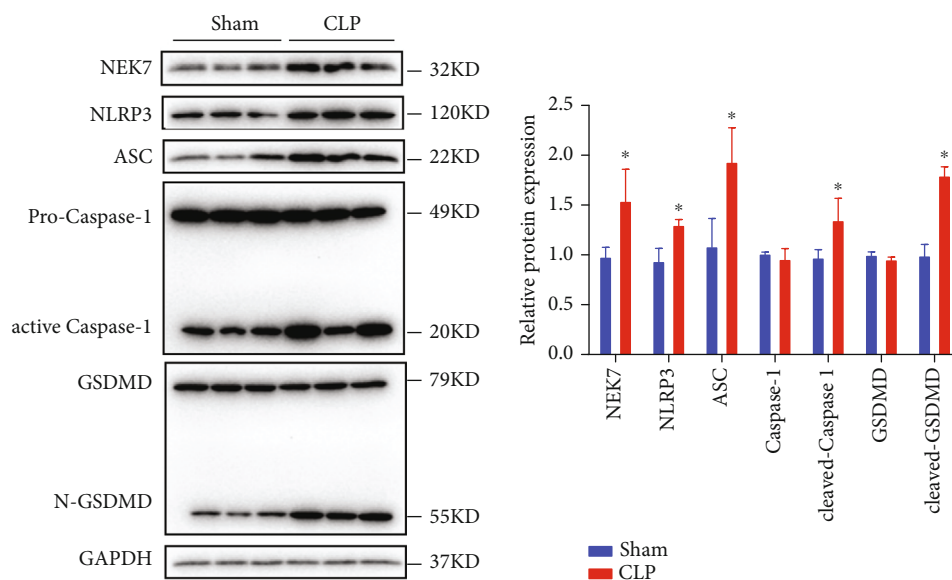 Sham CLP
NEK7 32KD
NLRP3 120KD
ASC 22KD
Pro-Caspase-1 49KD
active Caspase-1 20KD
GSDMD 79KD
N-GSDMD 55KD
GAPDH 37KD
Relative protein expression
2.5
2.0
1.5
1.0
0.5
0.0
* * * * *
NEK7
NLRP3
ASC
Caspase-1
cleaved-Caspase 1
GSDMD
cleaved-GSDMD
Sham
CLP